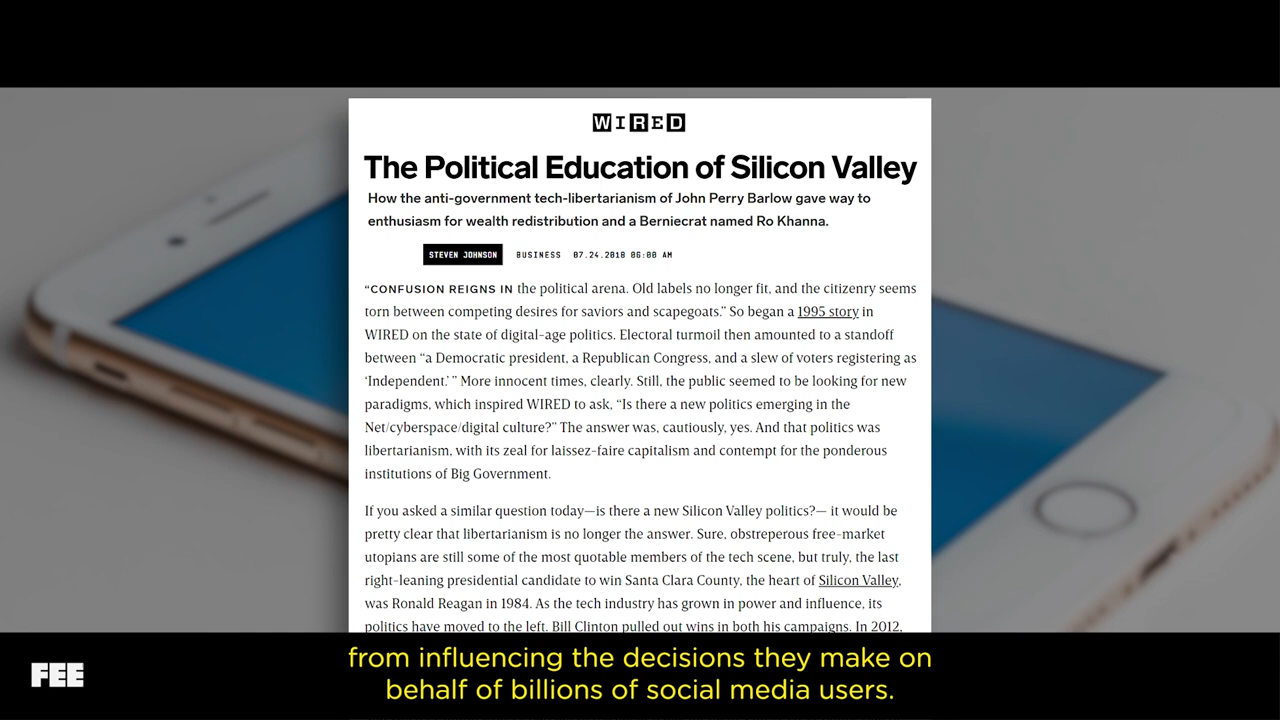 WIRED
The Political Education of Silicon Valley
How the anti-government tech-libertarianism of John Perry Barlow gave way to
enthusiasm for wealth redistribution and a Berniecrat named Ro Khanna.
STEVEN JOHNSON BUSINESS 07.24.2018 06:00 AM
“CONFUSION REIGNS IN the political arena. Old labels no longer fit, and the citizenry seems
torn between competing desires for saviors and scapegoats.” So began a 1995 story in
WIRED on the state of digital-age politics. Electoral turmoil then amounted to a standoff
between “a Democratic president, a Republican Congress, and a slew of voters registering as
‘Independent.’ ” More innocent times, clearly. Still, the public seemed to be looking for new
paradigms, which inspired WIRED to ask, “Is there a new politics emerging in the
Net/cyberspace/digital culture?” The answer was, cautiously, yes. And that politics was
libertarianism, with its zeal for laissez-faire capitalism and contempt for the ponderous
institutions of Big Government.
If you asked a similar question today—is there a new Silicon Valley politics?— it would be
pretty clear that libertarianism is no longer the answer. Sure, obstreperous free-market
utopians are still some of the most quotable members of the tech scene, but truly, the last
right-leaning presidential candidate to win Santa Clara County, the heart of Silicon Valley,
was Ronald Reagan in 1984. As the tech industry has grown in power and influence, its
politics have moved to the left. Bill Clinton pulled out wins in both his campaigns. In 2012,
from influencing the decisions they make on
behalf of billions of social media users.
FEE